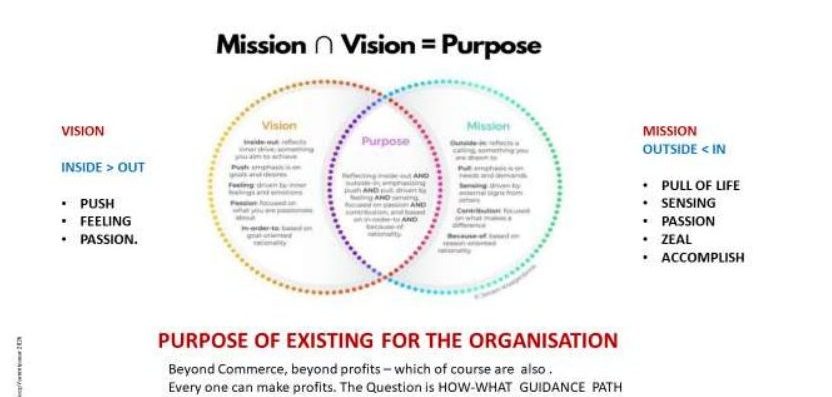 Mission ∩ Vision = Purpose
VISION
INSIDE > OUT
• PUSH
• FEELING
• PASSION.
Vision
Inside-out: reflects
inner drive, something
you aim to achieve
Push: emphasis is on
goals and desires
Feeling: driven by inner
feelings and emotions
Passion: focused on
what you are passionate
about
In-order-to: based on
goal-oriented
rationality
Purpose
Reflecting inside-out AND
outside-in, emphasizing
push AND pull, driven by
feeling AND sensing,
focused on passion AND
contribution, and based
on in-order-to AND
because-of
rationality
Mission
Outside-in: reflects a
calling, something you
are drawn to
Pull: emphasis is on
needs and demands
Sensing: driven by
external signs from
others
Contribution: focused
on what makes a
difference
Because-of: based on
reason-oriented
rationality
MISSION
OUTSIDE < IN
• PULL OF LIFE
• SENSING
• PASSION
• ZEAL
• ACCOMPLISH
PURPOSE OF EXISTING FOR THE ORGANISATION
Beyond Commerce, beyond profits – which of course are also .
Every one can make profits. The Question is HOW-WHAT GUIDANCE PATH